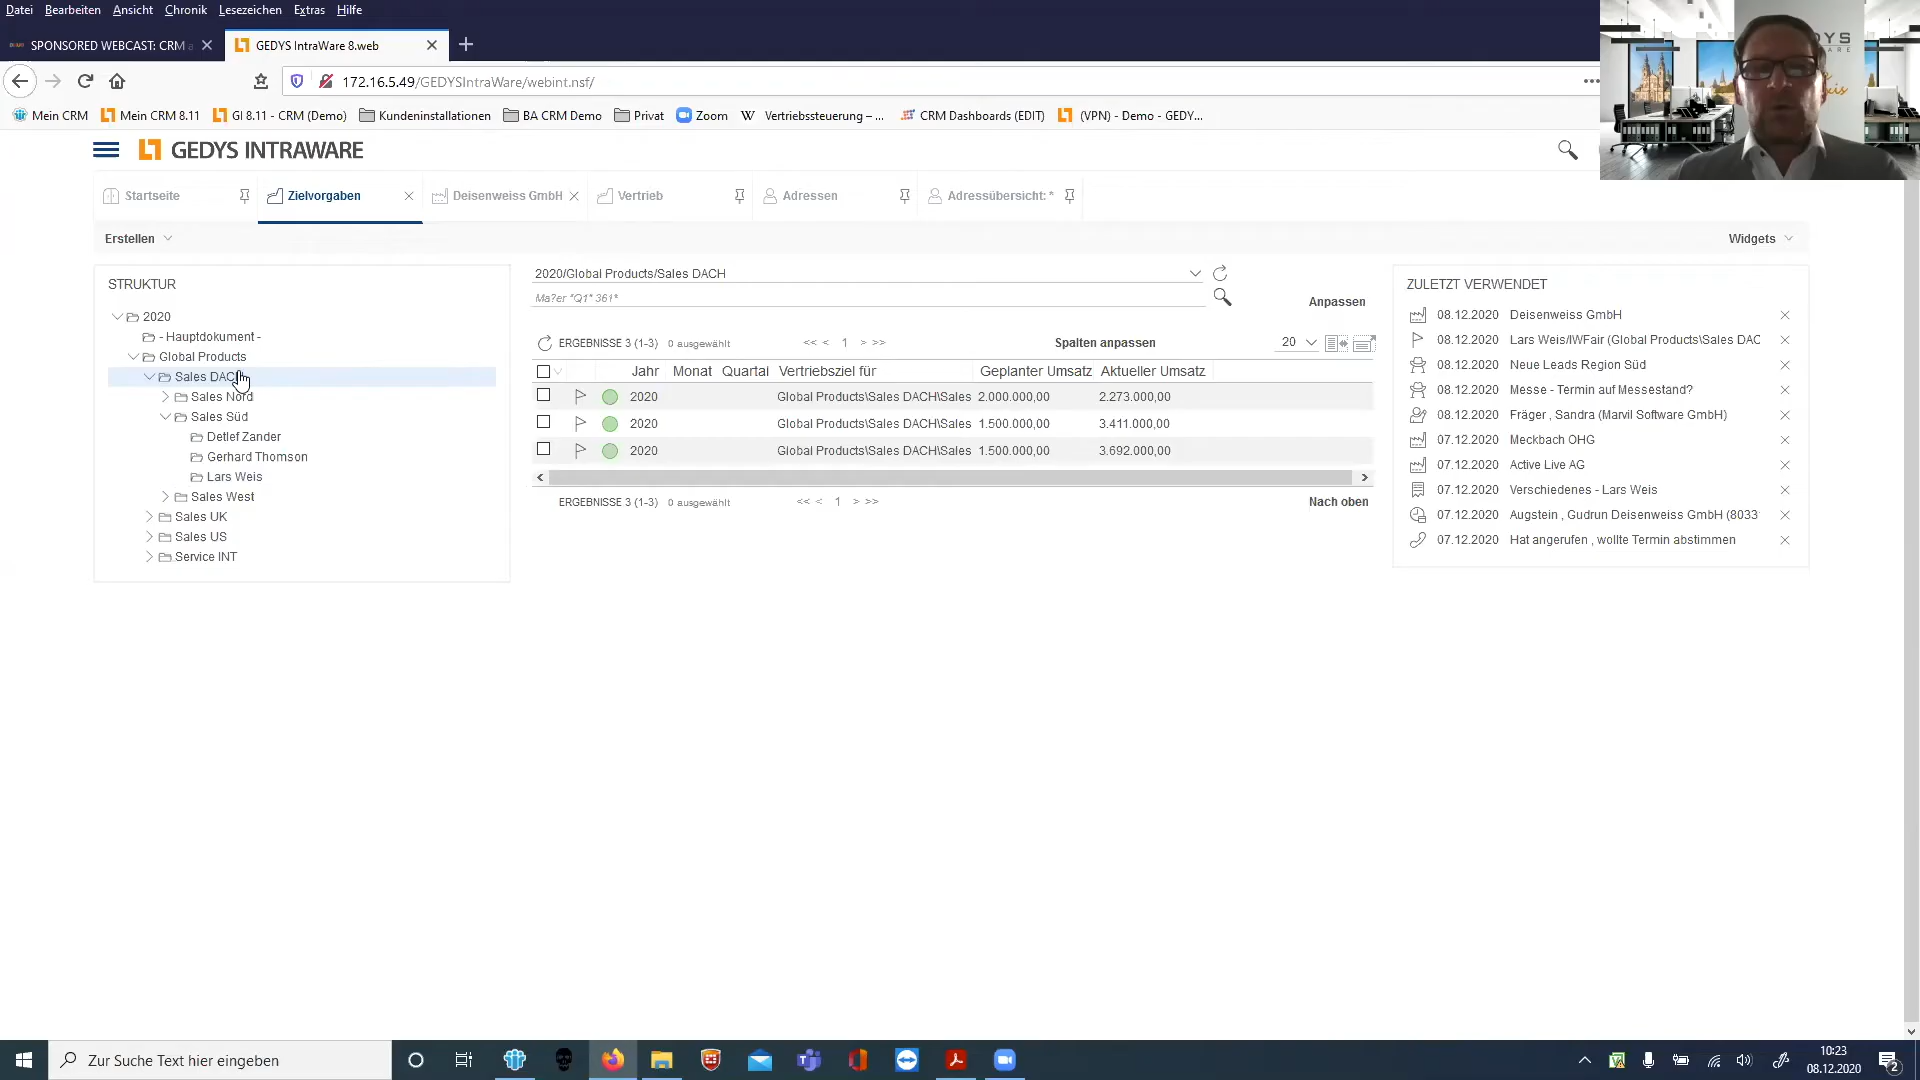 Datei Bearbeiten Ansicht Chronik Lesezeichen Extras Hilfe
SPONSORED WEBCAST: CRM GEDYS IntraWare 8.web
172.16.5.49/GEDYSIntraWare/webint.nsf/
Mein CRM Mein CRM 8.11 GI 8.11 - CRM (Demo) Kundeninstallationen BA CRM Demo Privat Zoom W Vertriebssteuerung – ... CRM Dashboards (EDIT) (VPN) - Demo - GEDY...
GEDYS INTRAWARE
Startseite Zielvorgaben Deisenweiss GmbH Vertrieb Adressen Adressübersicht: *
Erstellen Widgets
STRUKTUR
2020
- Hauptdokument -
Global Products
Sales DACH
Sales Nord
Sales Süd
Detlef Zander
Gerhard Thomson
Lars Weis
Sales West
Sales UK
Sales US
Service INT
2020/Global Products/Sales DACH
Ma?er "Q1" 361*
Anpassen
ERGEBNISSE 3 (1-3) 0 ausgewählt << < 1 > >> Spalten anpassen 20
Jahr Monat Quartal Vertriebsziel für Geplanter Umsatz Aktueller Umsatz
2020 Global Products\Sales DACH\Sales 2.000.000,00 2.273.000,00
2020 Global Products\Sales DACH\Sales 1.500.000,00 3.411.000,00
2020 Global Products\Sales DACH\Sales 1.500.000,00 3.692.000,00
ERGEBNISSE 3 (1-3) 0 ausgewählt << < 1 > >> Nach oben
ZULETZT VERWENDET
08.12.2020 Deisenweiss GmbH
08.12.2020 Lars Weis/IWFair (Global Products\Sales DAC
08.12.2020 Neue Leads Region Süd
08.12.2020 Messe - Termin auf Messestand?
08.12.2020 Fräger , Sandra (Marvil Software GmbH)
07.12.2020 Meckbach OHG
07.12.2020 Active Live AG
07.12.2020 Verschiedenes - Lars Weis
07.12.2020 Augstein , Gudrun Deisenweiss GmbH (8033
07.12.2020 Hat angerufen , wollte Termin abstimmen
Zur Suche Text hier eingeben
10:23
08.12.2020
2